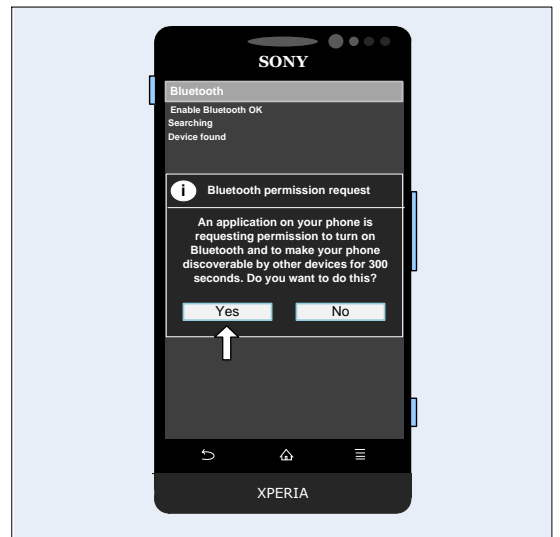 SONY
Bluetooth
Enable Bluetooth OK
Searching
Device found
i Bluetooth permission request
An application on your phone is
requesting permission to turn on
Bluetooth and to make your phone
discoverable by other devices for 300
seconds. Do you want to do this?
Yes No
XPERIA